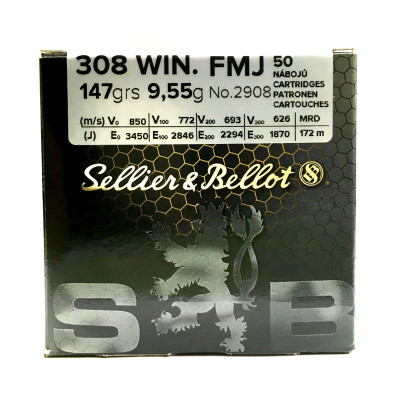 308 WIN. FMJ 50
NÁBOJŮ
147grs 9,55g No.2908 CARTRIDGES
PATRONEN
CARTOUCHES
(m/s) V₀ 850 V₁₀₀ 772 V₂₀₀ 693 V₃₀₀ 626 MRD
(J) E₀ 3450 E₁₀₀ 2846 E₂₀₀ 2294 E₃₀₀ 1870 172 m
Sellier & Bellot SB
S B